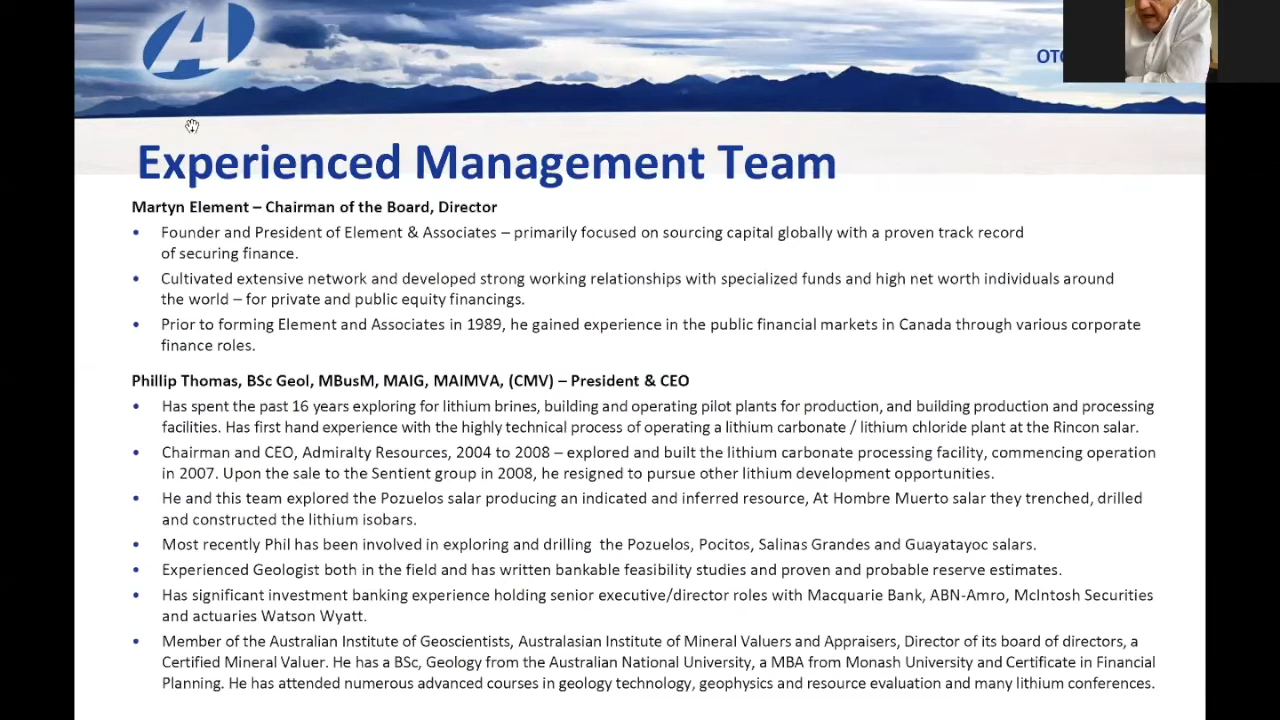 A
OTC
Experienced Management Team
Martyn Element – Chairman of the Board, Director
• Founder and President of Element & Associates – primarily focused on sourcing capital globally with a proven track record
of securing finance.
• Cultivated extensive network and developed strong working relationships with specialized funds and high net worth individuals around
the world – for private and public equity financings.
• Prior to forming Element and Associates in 1989, he gained experience in the public financial markets in Canada through various corporate
finance roles.
Phillip Thomas, BSc Geol, MBusM, MAIG, MAIMVA, (CMV) – President & CEO
• Has spent the past 16 years exploring for lithium brines, building and operating pilot plants for production, and building production and processing
facilities. Has first hand experience with the highly technical process of operating a lithium carbonate / lithium chloride plant at the Rincon salar.
• Chairman and CEO, Admiralty Resources, 2004 to 2008 – explored and built the lithium carbonate processing facility, commencing operation
in 2007. Upon the sale to the Sentient group in 2008, he resigned to pursue other lithium development opportunities.
• He and this team explored the Pozuelos salar producing an indicated and inferred resource, At Hombre Muerto salar they trenched, drilled
and constructed the lithium isobars.
• Most recently Phil has been involved in exploring and drilling the Pozuelos, Pocitos, Salinas Grandes and Guayatayoc salars.
• Experienced Geologist both in the field and has written bankable feasibility studies and proven and probable reserve estimates.
• Has significant investment banking experience holding senior executive/director roles with Macquarie Bank, ABN-Amro, McIntosh Securities
and actuaries Watson Wyatt.
• Member of the Australian Institute of Geoscientists, Australasian Institute of Mineral Valuers and Appraisers, Director of its board of directors, a
Certified Mineral Valuer. He has a BSc, Geology from the Australian National University, a MBA from Monash University and Certificate in Financial
Planning. He has attended numerous advanced courses in geology technology, geophysics and resource evaluation and many lithium conferences.